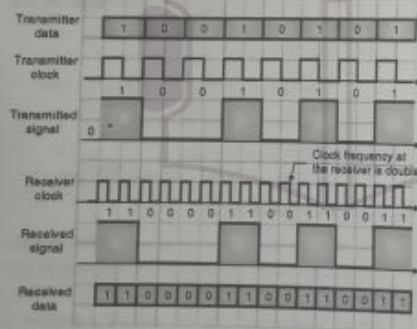 Transmitter data 1 0 0 1 0 1 0 1
Transmitter clock
1 0 0 1 0 1 0 1
Transmitted signal 0
Clock frequency at
the receiver is double
Receiver clock
1 1 0 0 0 0 1 1 0 0 1 1 0 0 1 1
Received signal
Received data 1 1 0 0 0 0 1 1 0 0 1 1 0 0 1 1